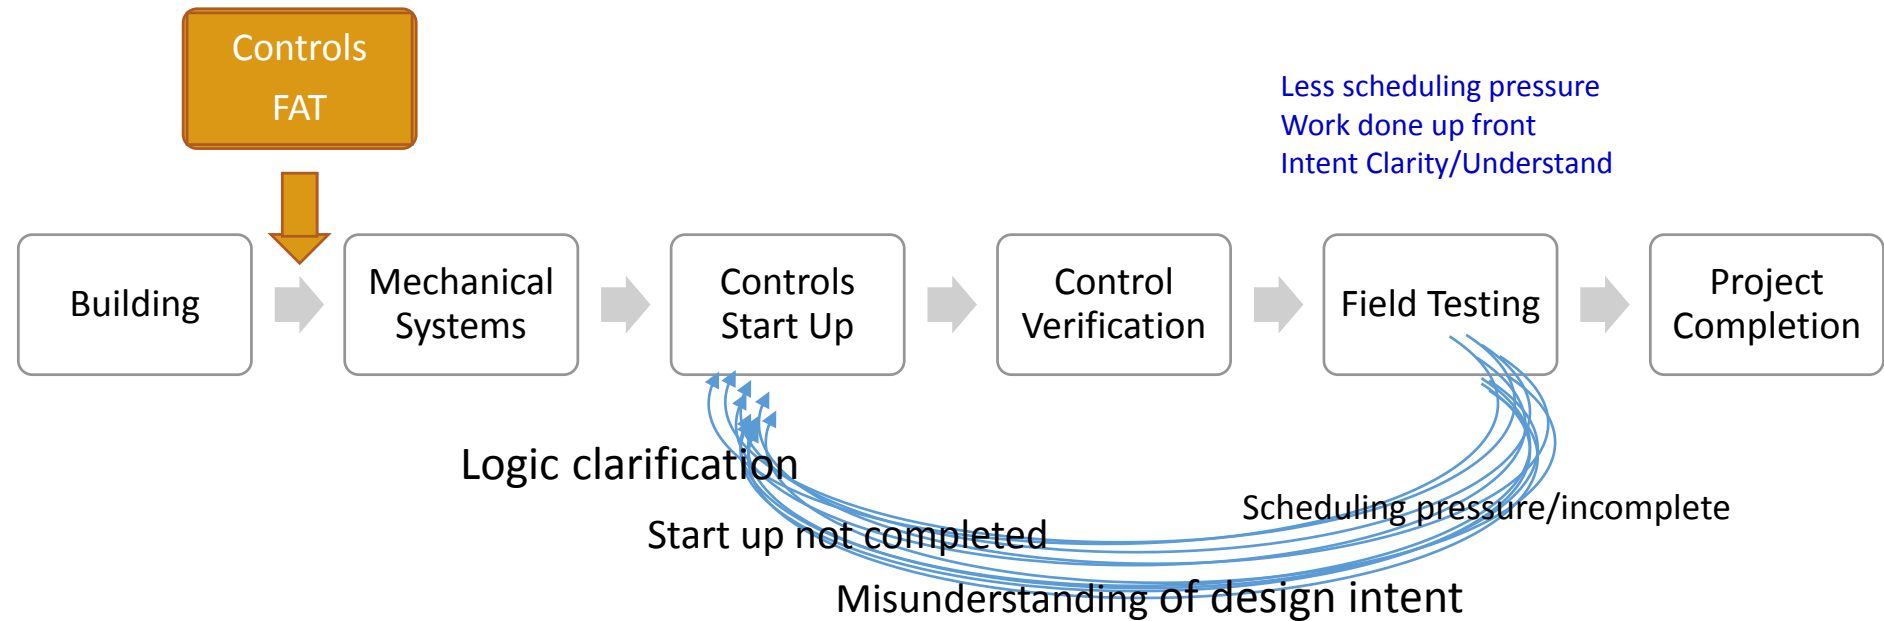 Controls
FAT
Less scheduling pressure
Work done up front
Intent Clarity/Understand
Building
Mechanical
Systems
Controls
Start Up
Control
Verification
Field Testing
Project
Completion
Logic clarification
Scheduling pressure/incomplete
Start up not completed
Misunderstanding of design intent